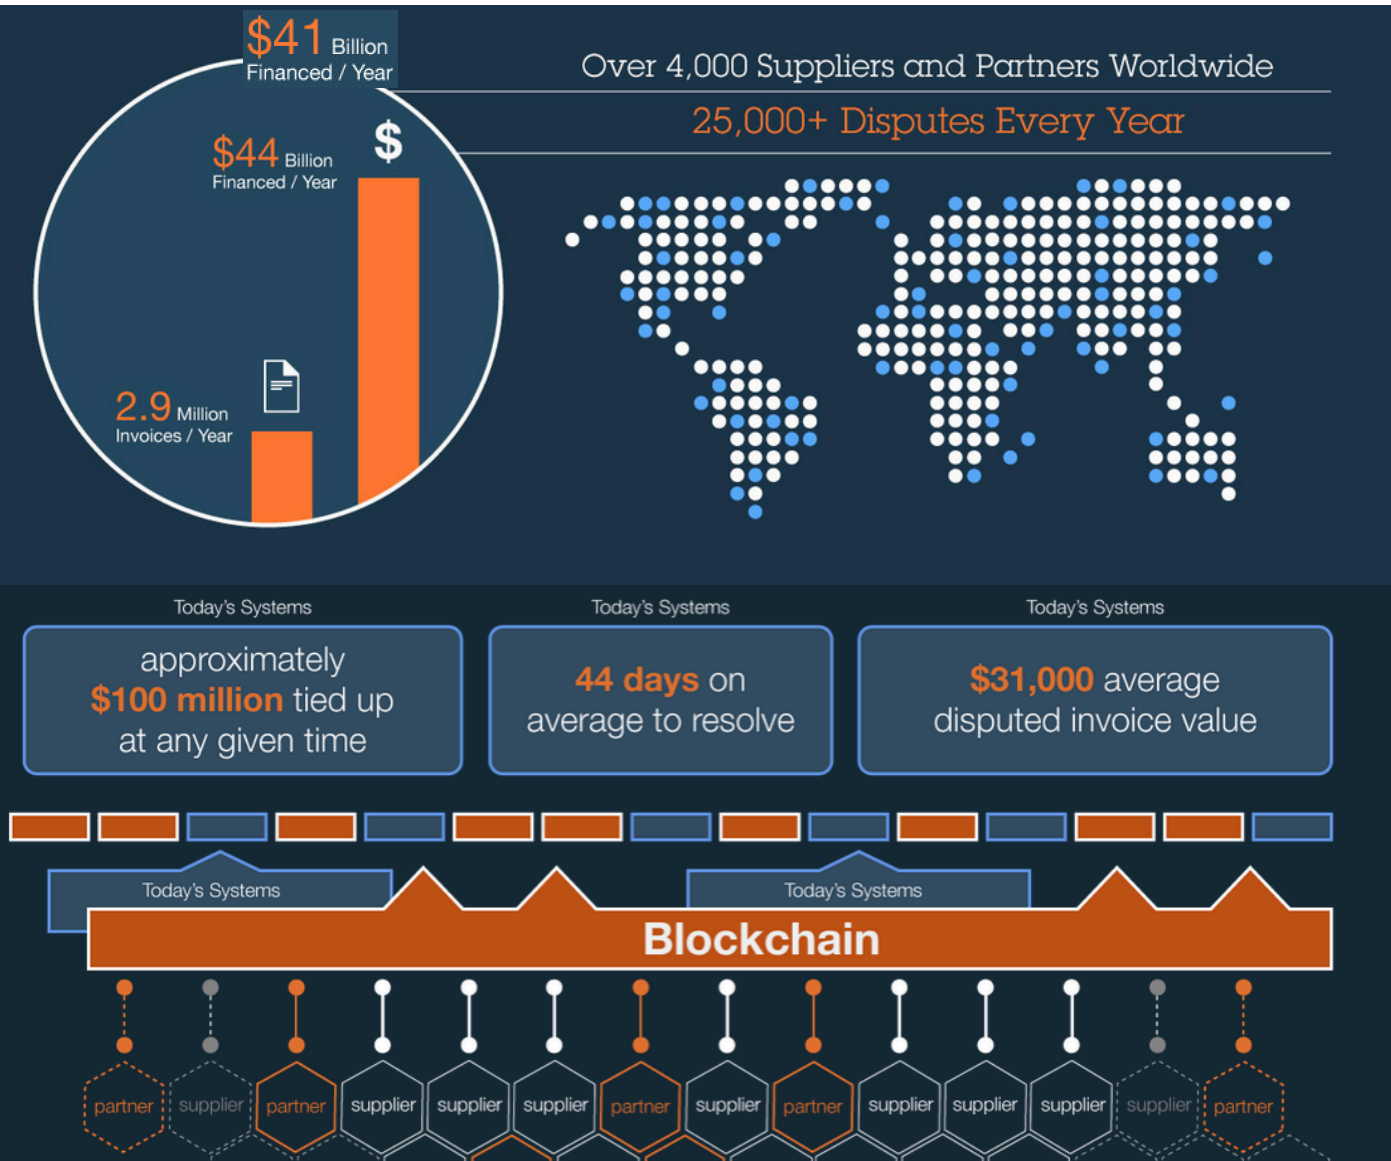 $41 Billion
Financed / Year
Over 4,000 Suppliers and Partners Worldwide
25,000+ Disputes Every Year
$
$44 Billion
Financed / Year
2.9 Million
Invoices / Year
Today's Systems
approximately
$100 million tied up
at any given time
Today's Systems
44 days on
average to resolve
Today's Systems
$31,000 average
disputed invoice value
Today's Systems
Today's Systems
Blockchain
partner supplier partner supplier supplier supplier partner supplier partner supplier supplier supplier supplier partner